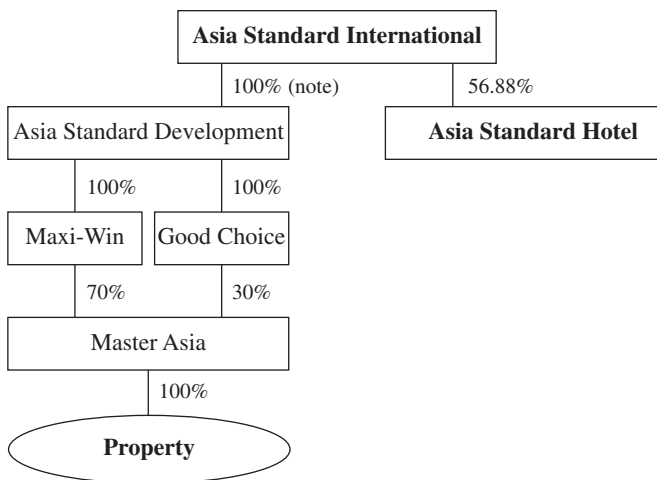 Asia Standard International
100% (note)
56.88%
Asia Standard Development
Asia Standard Hotel
100%
100%
Maxi-Win
Good Choice
70%
30%
Master Asia
100%
Property